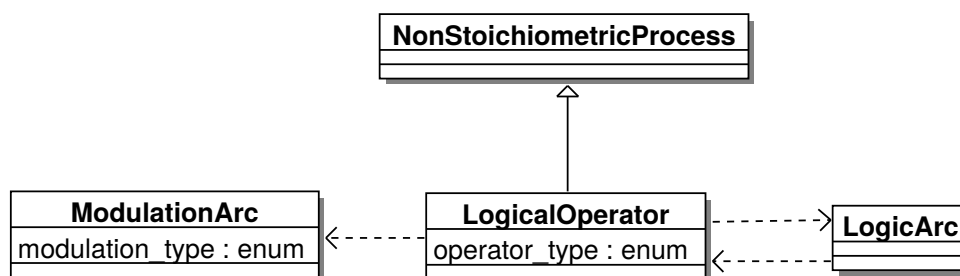 NonStoichiometricProcess
ModulationArc
modulation_type : enum
LogicalOperator
operator_type : enum
LogicArc